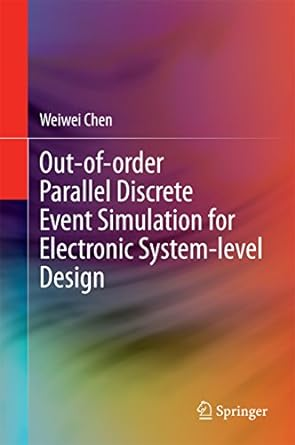 Weiwei Chen
Out-of-order
Parallel Discrete
Event Simulation for
Electronic System-level
Design
Springer